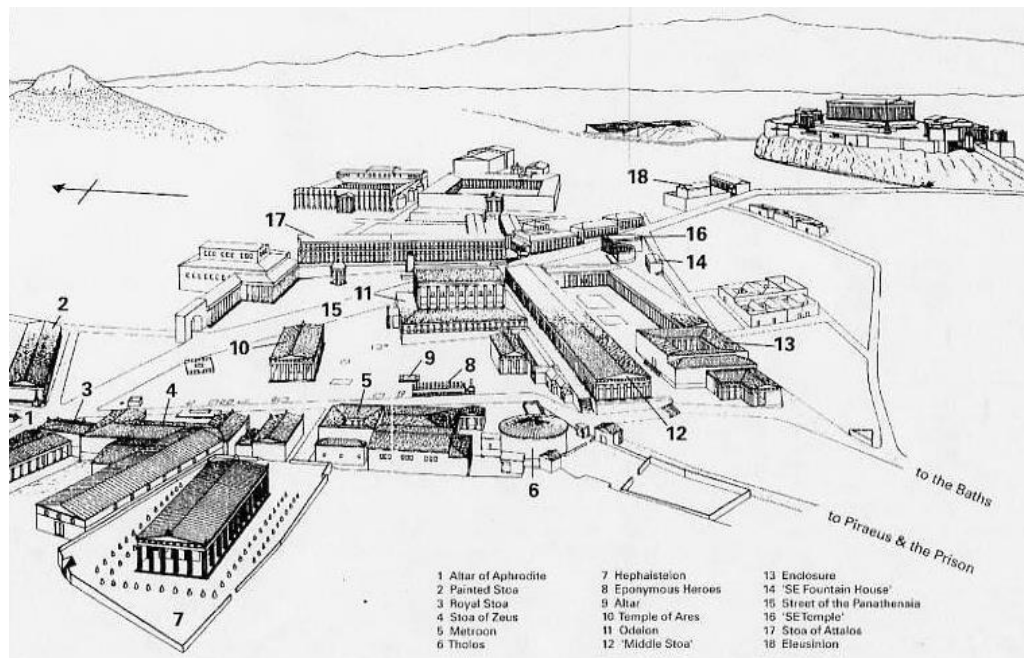 18
17
16
14
2
11
15
10
13
9
8
5
3
4
1
12
6
to the Baths
to Piraeus & the Prison
7
1 Altar of Aphrodite
2 Painted Stoa
3 Royal Stoa
4 Stoa of Zeus
5 Metroon
6 Tholos
7 Hephaisteion
8 Eponymous Heroes
9 Altar
10 Temple of Ares
11 Odeion
12 'Middle Stoa'
13 Enclosure
14 'SE Fountain House'
15 Street of the Panathenaia
16 'SE Temple'
17 Stoa of Attalos
18 Eleusinion